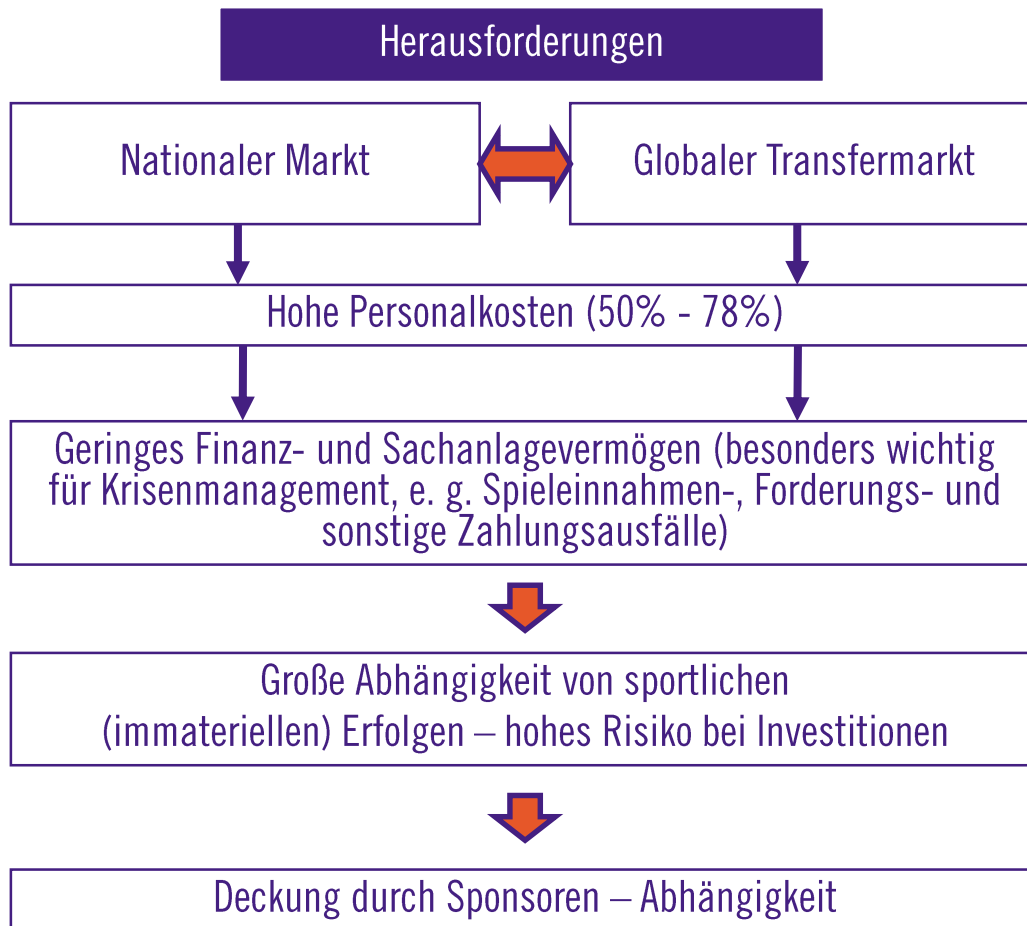 Herausforderungen
Nationaler Markt
Globaler Transfermarkt
Hohe Personalkosten (50% - 78%)
Geringes Finanz- und Sachanlagevermögen (besonders wichtig
für Krisenmanagement, e. g. Spieleinnahmen-, Forderungs- und
sonstige Zahlungsausfälle)
Große Abhängigkeit von sportlichen
(immateriellen) Erfolgen – hohes Risiko bei Investitionen
Deckung durch Sponsoren – Abhängigkeit